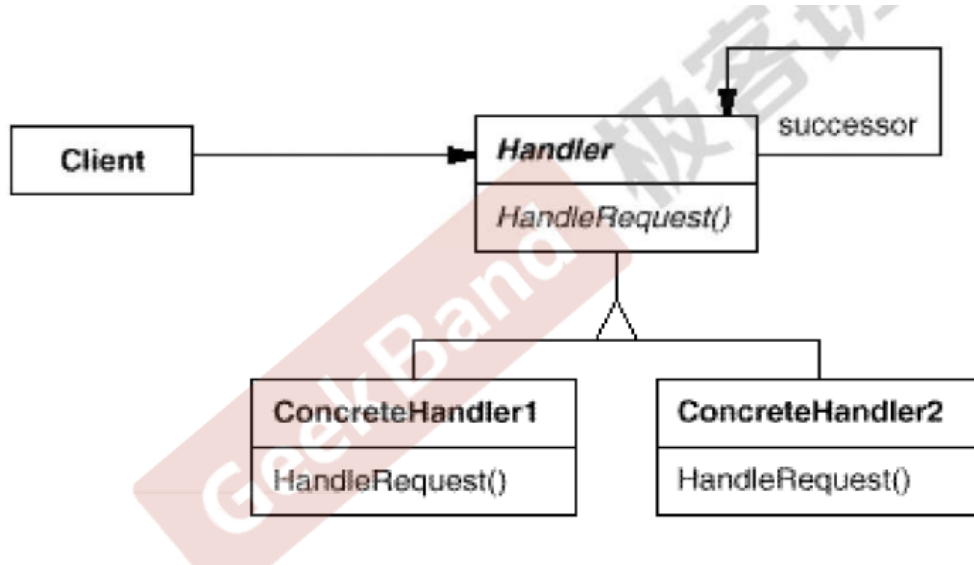 Client
Handler
successor
HandleRequest()
ConcreteHandler1
ConcreteHandler2
HandleRequest()
HandleRequest()
GeekBand
极客班